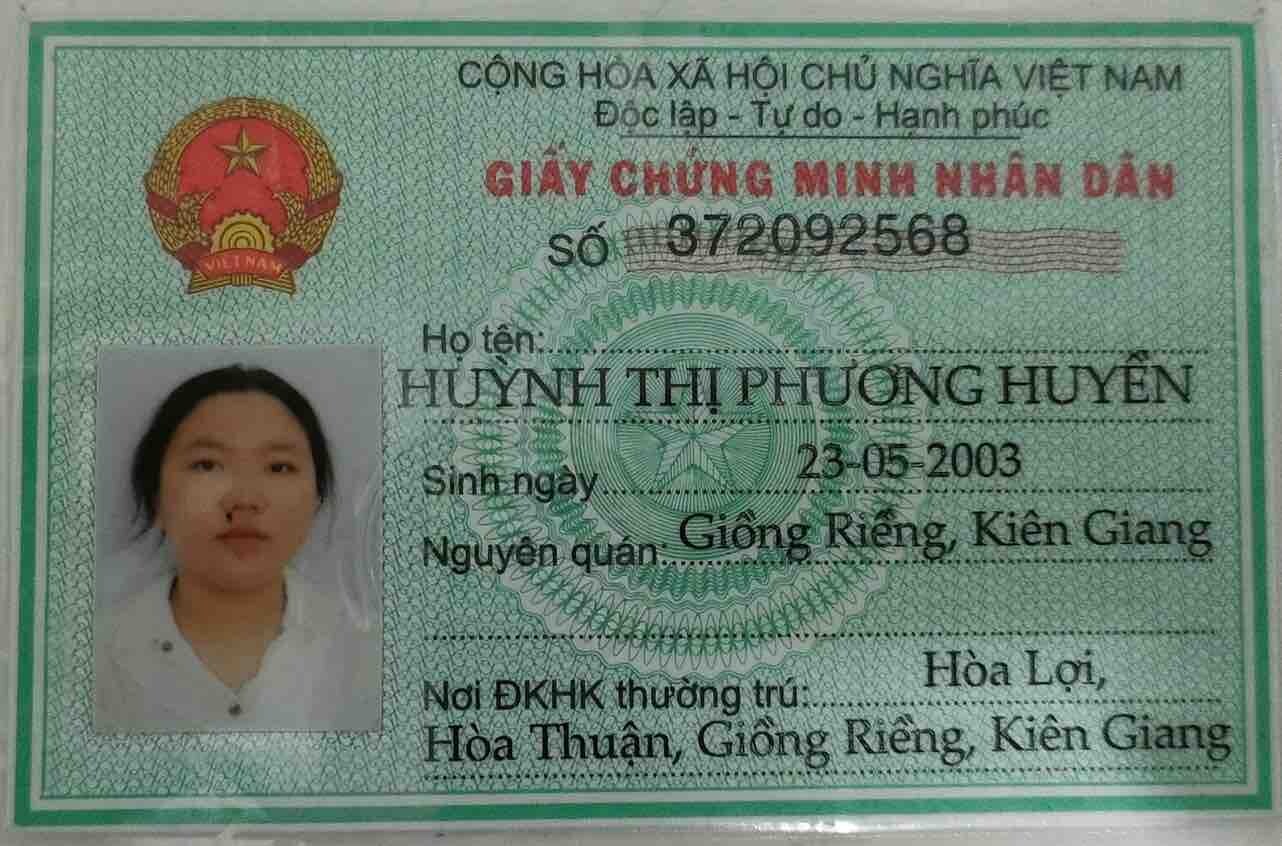 CỘNG HÒA XÃ HỘI CHỦ NGHĨA VIỆT NAM
Độc lập - Tự do - Hạnh phúc
GIẤY CHỨNG MINH NHÂN DÂN
SỐ 372092568
VIỆT NAM
Họ tên:
HUỲNH THỊ PHƯƠNG HUYỀN
Sinh ngày 23-05-2003
Nguyên quán: Giồng Riềng, Kiên Giang
Nơi ĐKHK thường trú: Hòa Lợi,
Hòa Thuận, Giồng Riềng, Kiên Giang